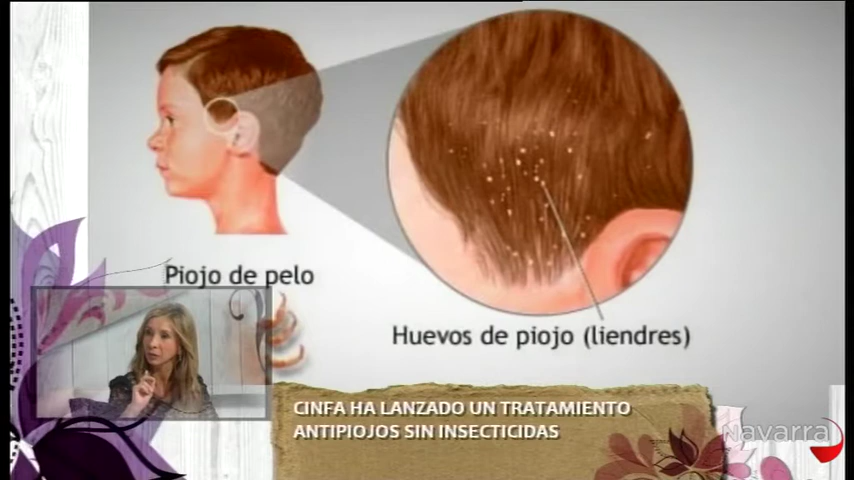 Piojo de pelo
Huevos de piojo (liendres)
CINFA HA LANZADO UN TRATAMIENTO
ANTIPIOJOS SIN INSECTICIDAS
Navarra